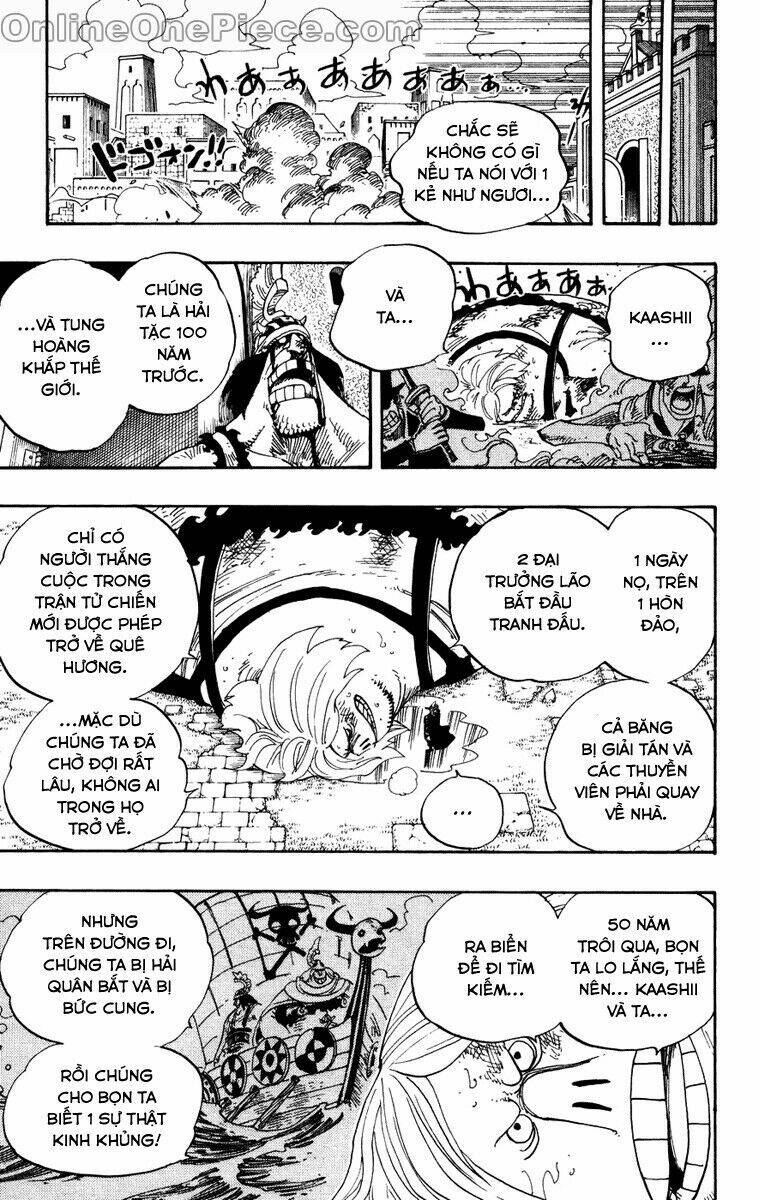 OnlineOnePiece.com
わぁぁぁぁぁぁぁ…
ドゴォン!!
CHẮC SẼ
KHÔNG CÓ GÌ
NẾU TA NÓI VỚI 1
KẺ NHƯ NGƯƠI...
わぁぁぁぁぁ
KAASHII
...
VÀ
TA...
CHÚNG
TA LÀ HẢI
TẶC 100
NĂM
TRƯỚC.
...VÀ TUNG
HOÀNG
KHẮP THẾ
GIỚI.
1 NGÀY
NỌ, TRÊN
1 HÒN
ĐẢO,
2 ĐẠI
TRƯỞNG LÃO
BẮT ĐẦU
TRANH ĐẤU.
CẢ BĂNG
BỊ GIẢI TÁN VÀ
CÁC THUYỀN
VIÊN PHẢI QUAY
VỀ NHÀ.
...
CHỈ CÓ
NGƯỜI THẮNG
CUỘC TRONG
TRẬN TỬ CHIẾN
MỚI ĐƯỢC PHÉP
TRỞ VỀ QUÊ
HƯƠNG.
...MẶC DÙ
CHÚNG TA ĐÃ
CHỜ ĐỢI RẤT
LÂU, KHÔNG AI
TRONG HỌ
TRỞ VỀ.
50 NĂM
TRÔI QUA, BỌN
TA LO LẮNG, THẾ
NÊN... KAASHII
VÀ TA...
RA BIỂN
ĐỂ ĐI TÌM
KIẾM...
NHƯNG
TRÊN ĐƯỜNG ĐI,
CHÚNG TA BỊ HẢI
QUÂN BẮT VÀ BỊ
BỨC CUNG.
RỒI CHÚNG
CHO BỌN TA
BIẾT 1 SỰ THẬT
KINH KHỦNG!